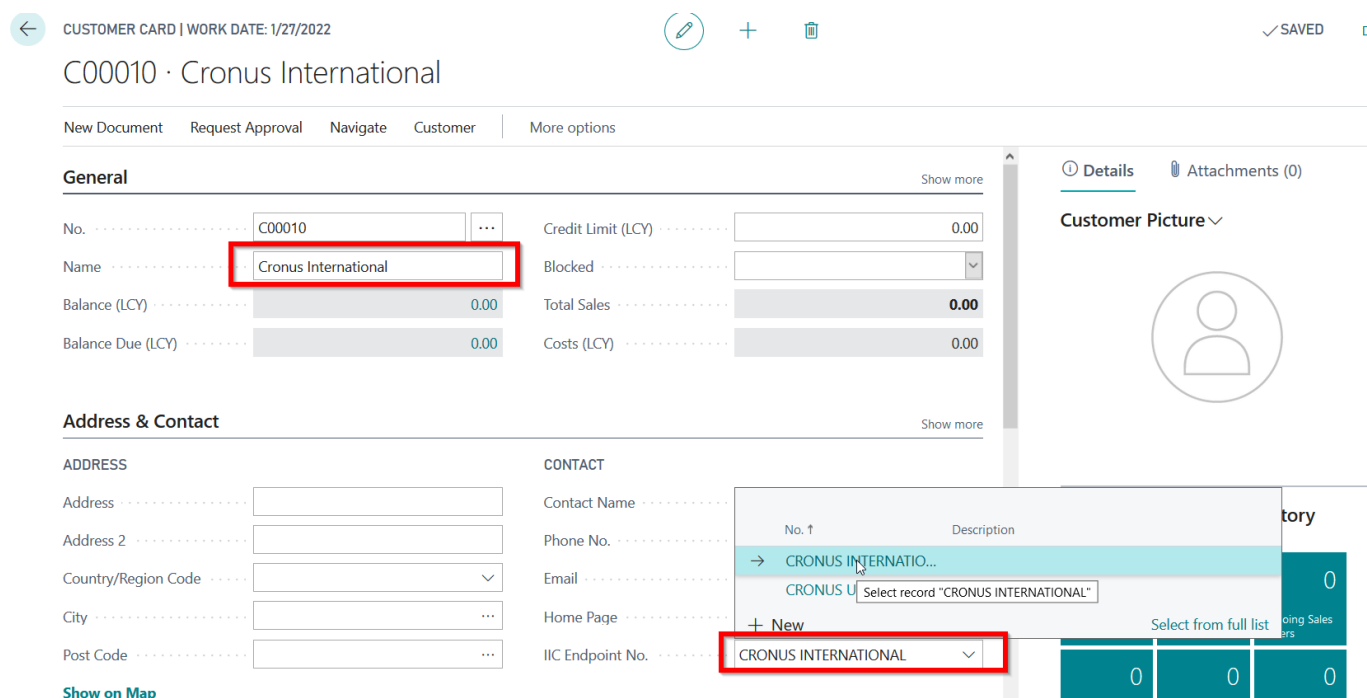 CUSTOMER CARD | WORK DATE: 1/27/2022
SAVED
C00010 · Cronus International
New Document Request Approval Navigate Customer More options
General
Show more
No. C00010 ...
Name Cronus International
Balance (LCY) 0.00
Balance Due (LCY) 0.00
Credit Limit (LCY) 0.00
Blocked
Total Sales 0.00
Costs (LCY) 0.00
Address & Contact
Show more
ADDRESS
Address
Address 2
Country/Region Code
City ...
Post Code ...
Show on Map
CONTACT
Contact Name
Phone No.
Email
Home Page
IIC Endpoint No. CRONUS INTERNATIONAL
No. ↑ Description
→ CRONUS INTERNATIO...
CRONUS U
Select record "CRONUS INTERNATIONAL"
+ New Select from full list
Details Attachments (0)
Customer Picture
tory
0
oing Sales
ers
0 0 0